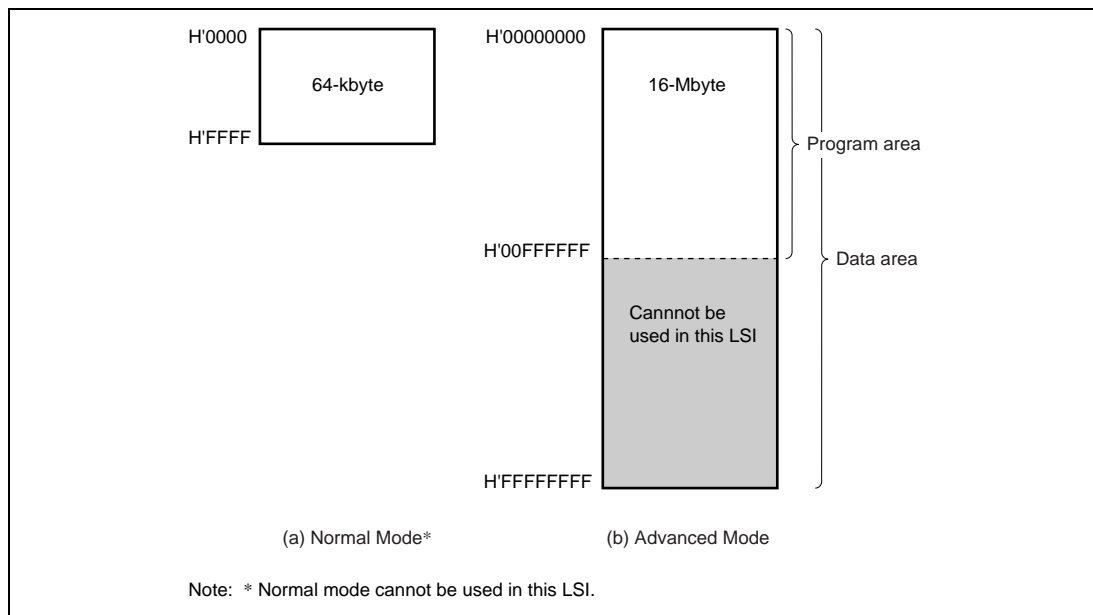 H'0000
64-kbyte
H'FFFF
H'00000000
16-Mbyte
Program area
H'00FFFFFF
Data area
Cannnot be
used in this LSI
H'FFFFFFFF
(a) Normal Mode*
(b) Advanced Mode
Note: * Normal mode cannot be used in this LSI.